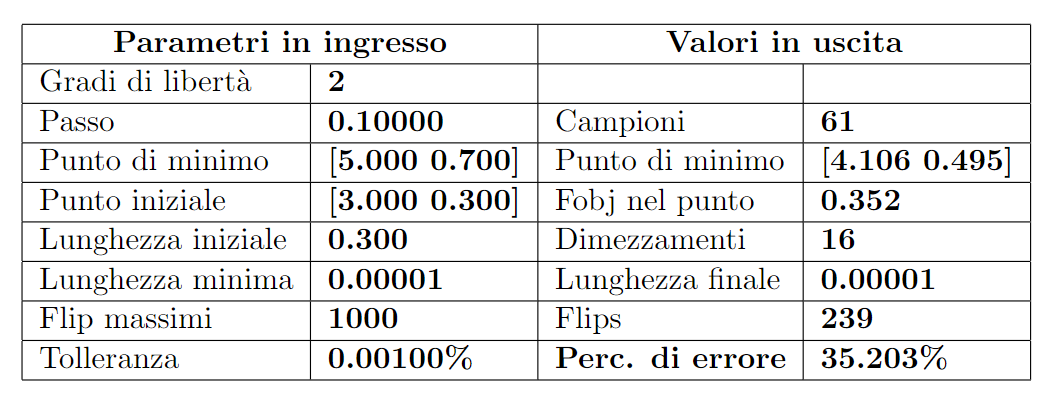 Parametri in ingresso Valori in uscita
Gradi di libertà 2
Passo 0.10000 Campioni 61
Punto di minimo [5.000 0.700] Punto di minimo [4.106 0.495]
Punto iniziale [3.000 0.300] Fobj nel punto 0.352
Lunghezza iniziale 0.300 Dimezzamenti 16
Lunghezza minima 0.00001 Lunghezza finale 0.00001
Flip massimi 1000 Flips 239
Tolleranza 0.00100% Perc. di errore 35.203%